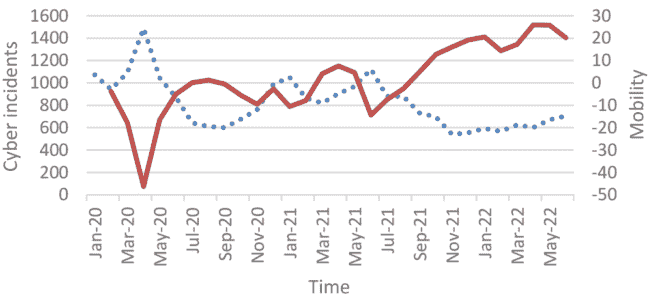 Cyber incidents
1600
1400
1200
1000
800
600
400
200
0
30
20
10
0
-10
-20
-30
-40
-50
Mobility
Jan-20
Mar-20
May-20
Jul-20
Sep-20
Nov-20
Jan-21
Mar-21
May-21
Jul-21
Sep-21
Nov-21
Jan-22
Mar-22
May-22
Time